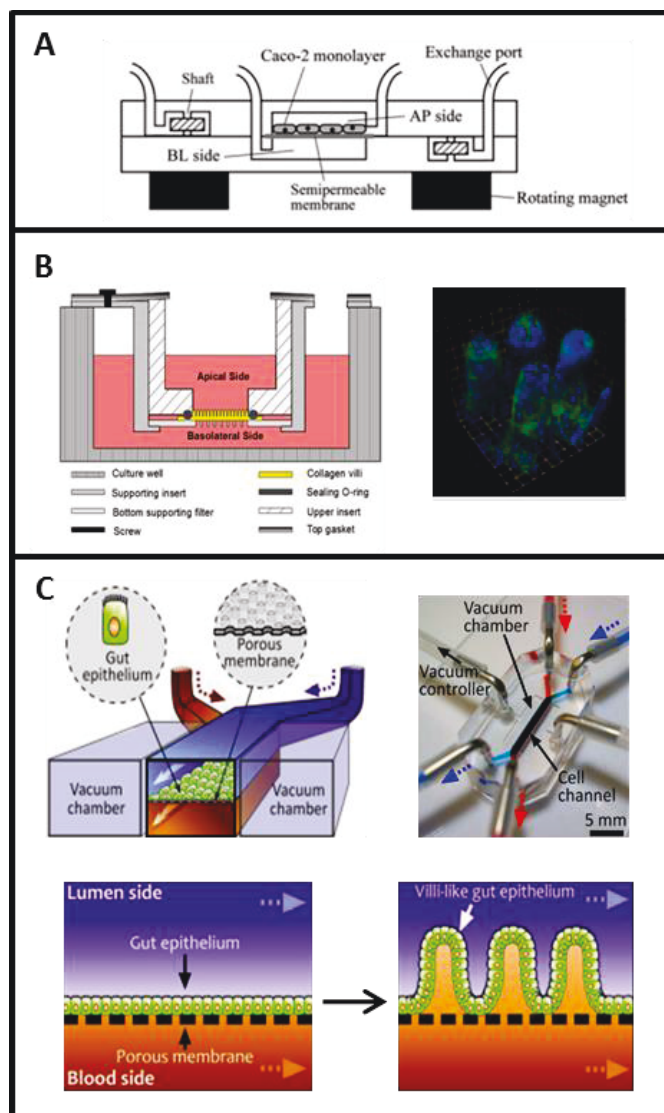 A
Caco-2 monolayer
Exchange port
Shaft
AP side
BL side
Semipermeable
membrane
Rotating magnet
B
Apical Side
Basolateral Side
Culture well
Supporting insert
Bottom supporting filter
Screw
Collagen villi
Sealing O-ring
Upper insert
Top gasket
C
Gut
epithelium
Porous
membrane
Vacuum
chamber
Vacuum
chamber
Vacuum
chamber
Vacuum
controller
Cell
channel
5 mm
Lumen side
Gut epithelium
Porous membrane
Blood side
Villi-like gut epithelium